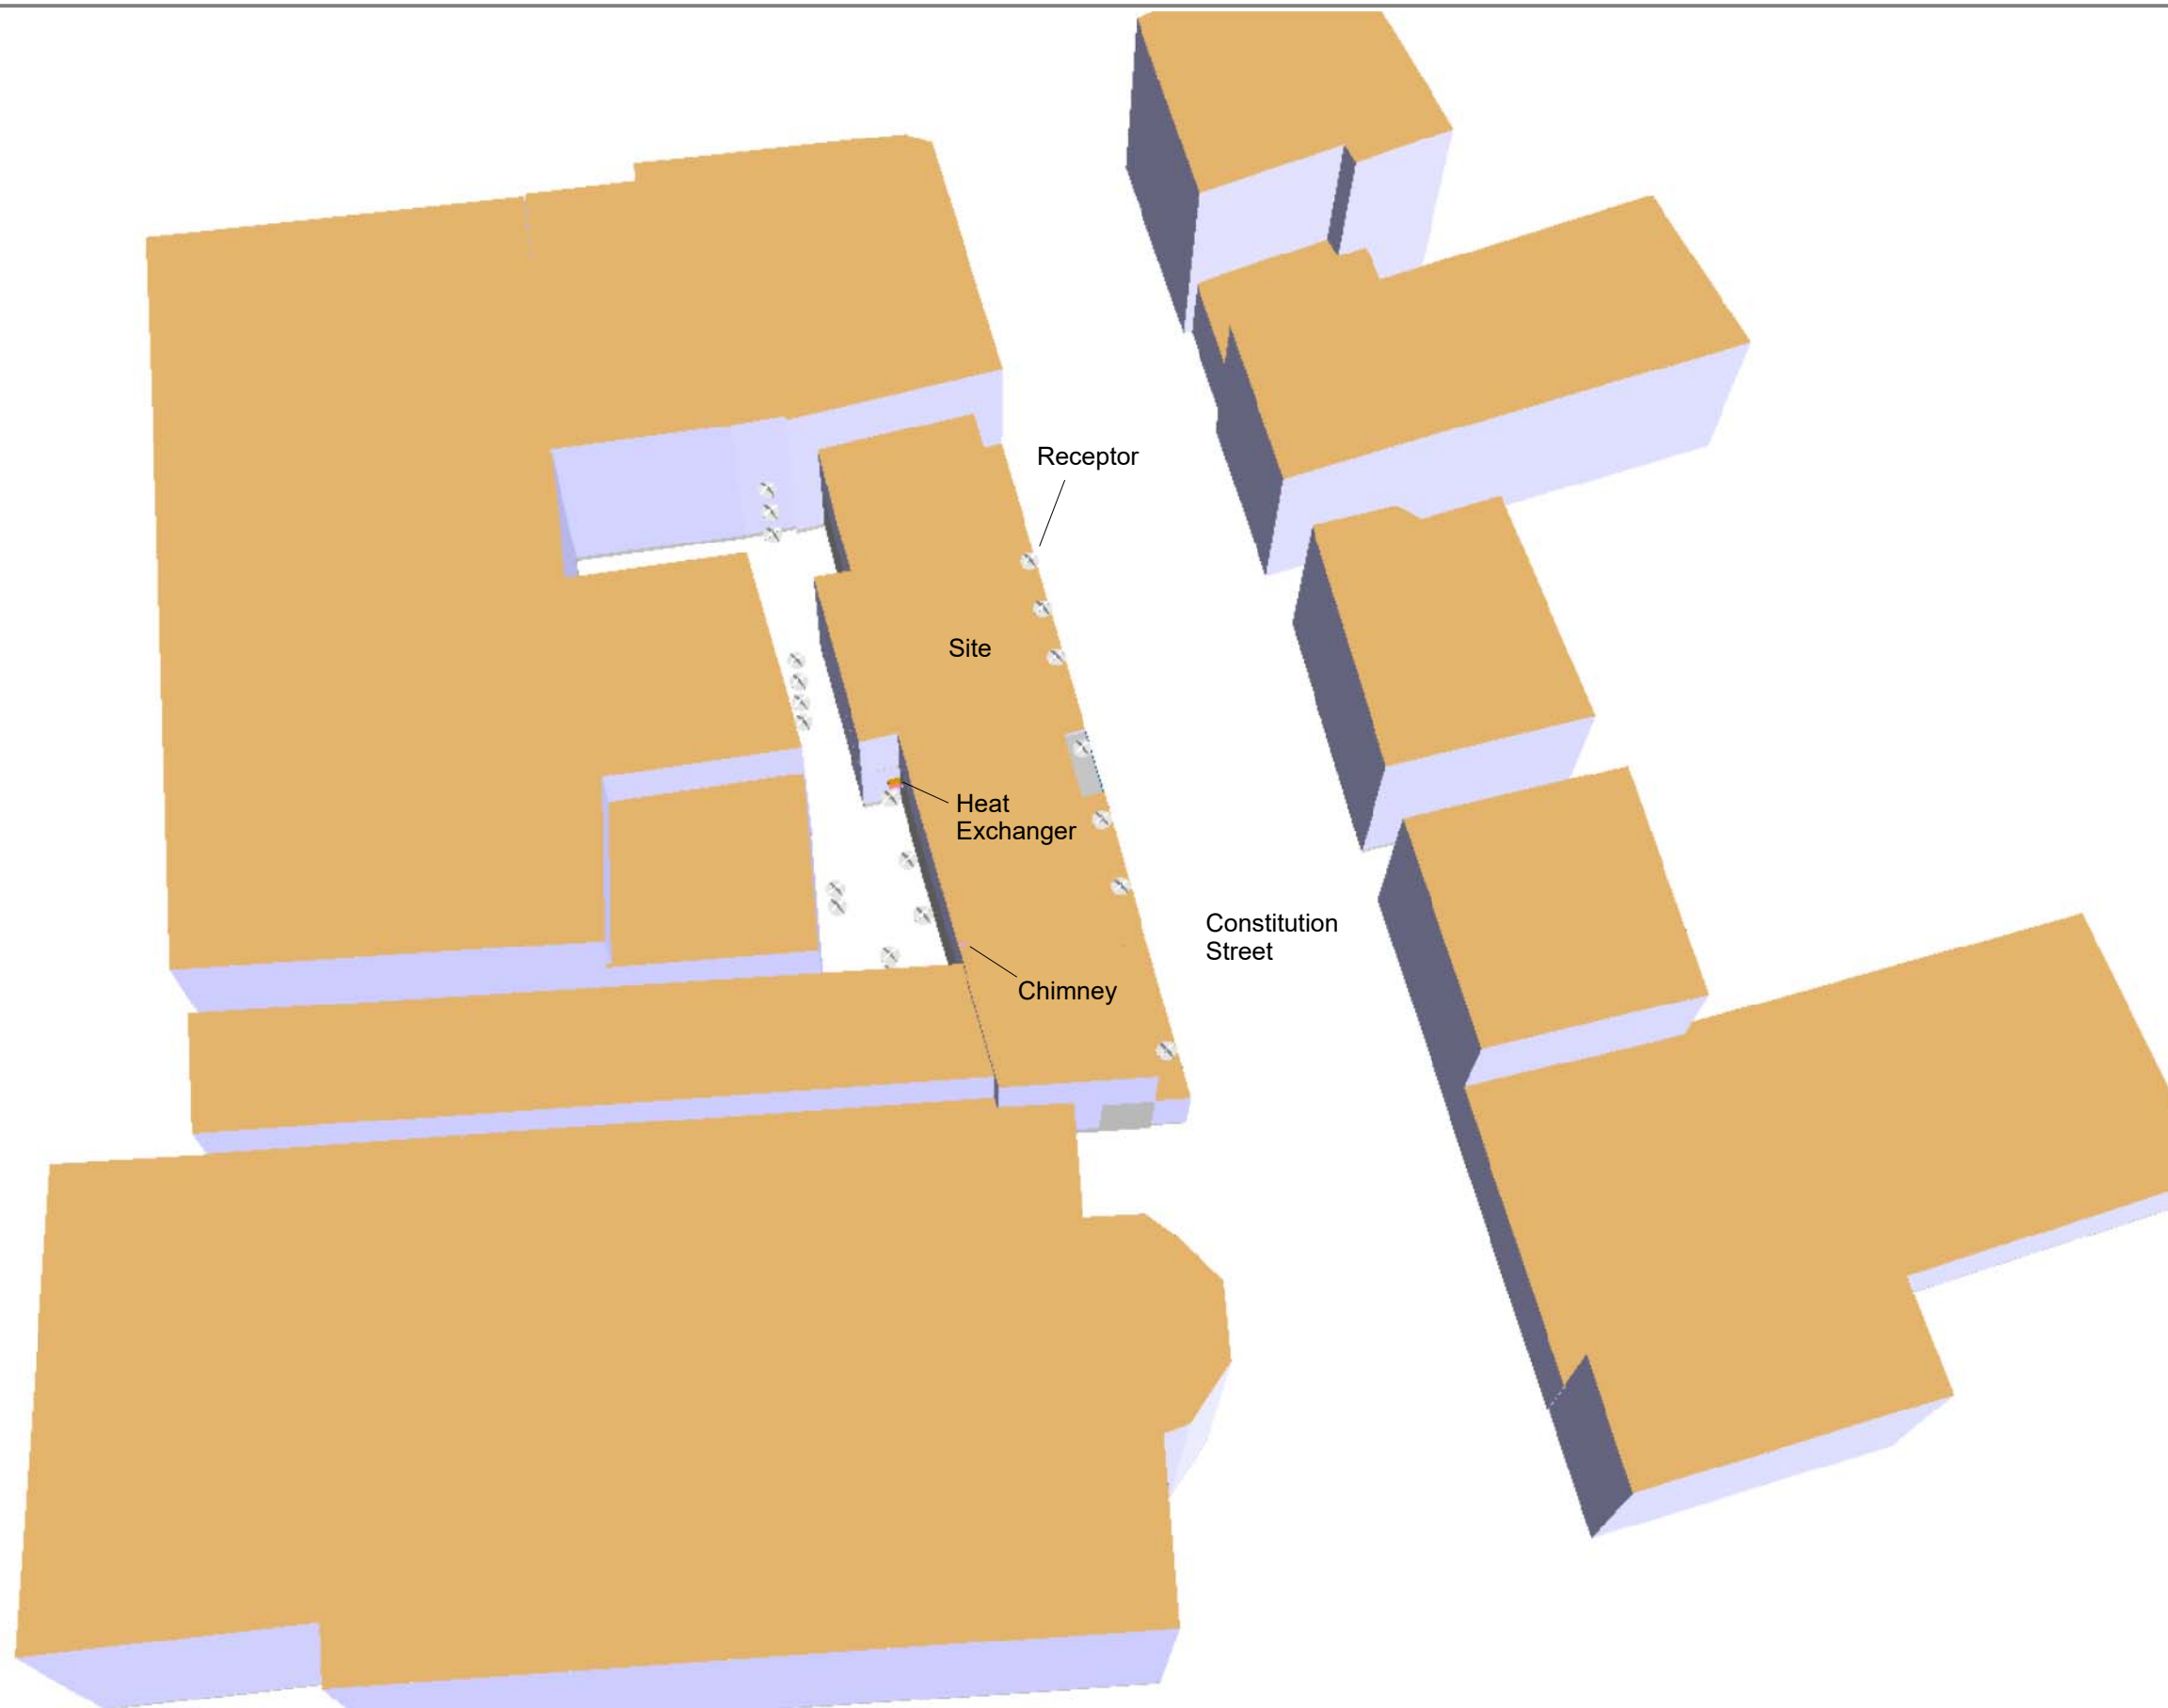 Receptor
Site
Heat
Exchanger
Constitution
Street
Chimney